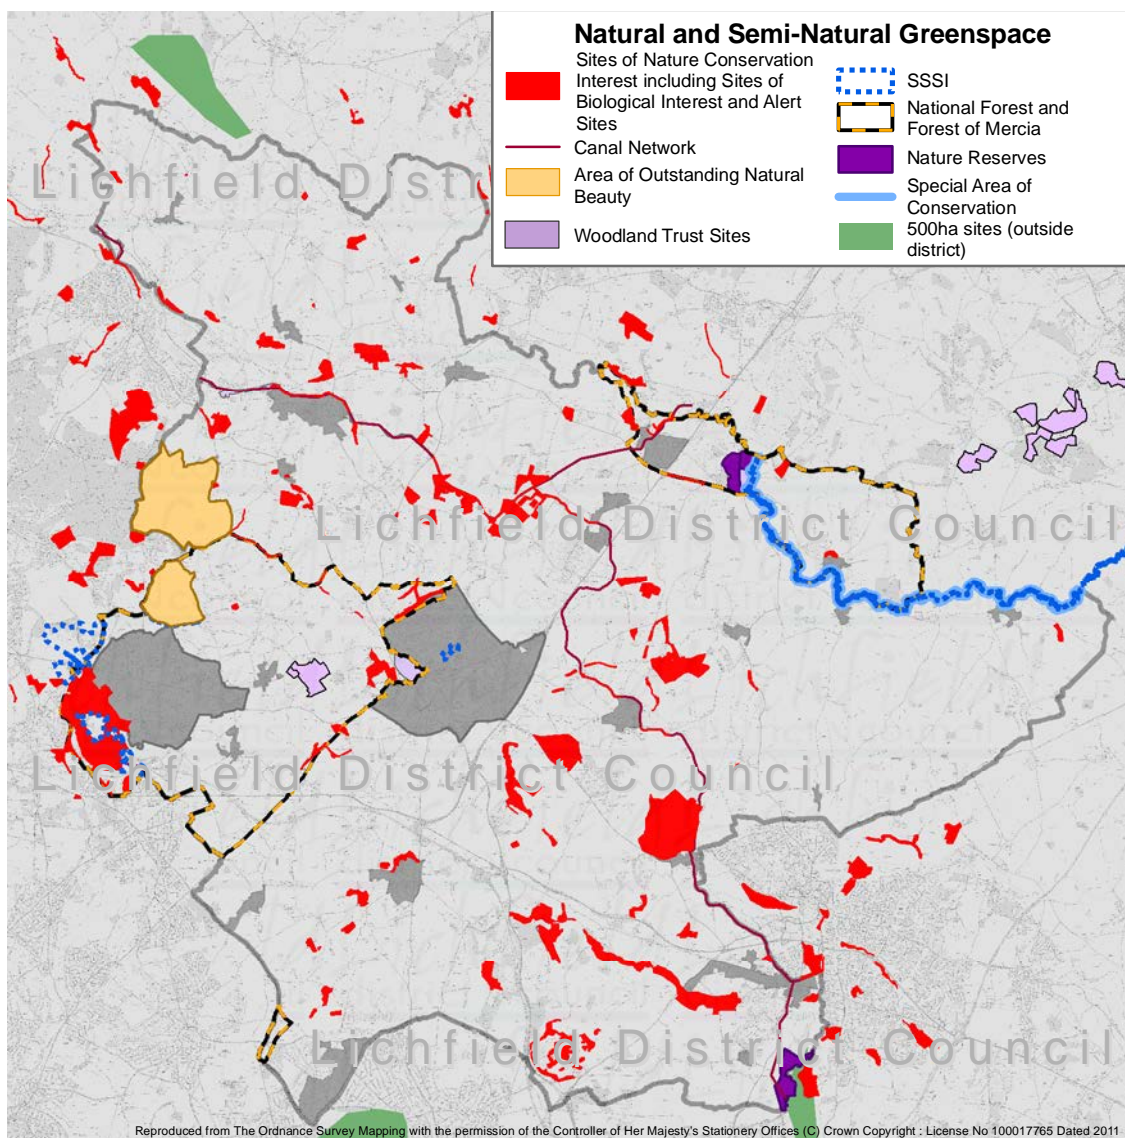 Natural and Semi-Natural Greenspace
Sites of Nature Conservation
Interest including Sites of
Biological Interest and Alert
Sites
Canal Network
Area of Outstanding Natural
Beauty
Woodland Trust Sites
SSSI
National Forest and
Forest of Mercia
Nature Reserves
Special Area of
Conservation
500ha sites (outside
district)
Lichfield Distri
Lichfield District Council
Lichfield District Council
Lichfield District Council
Reproduced from The Ordnance Survey Mapping with the permission of the Controller of Her Majesty's Stationery Offices (C) Crown Copyright : License No 100017765 Dated 2011